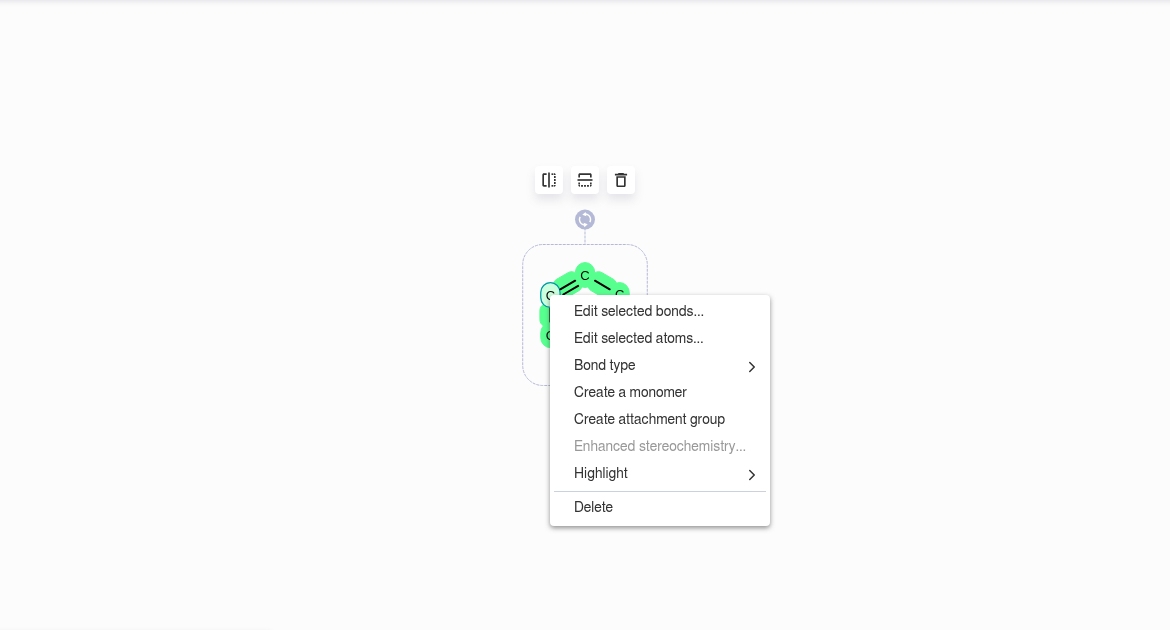 C
C C
C
Edit selected bonds...
Edit selected atoms...
Bond type
Create a monomer
Create attachment group
Enhanced stereochemistry...
Highlight
Delete